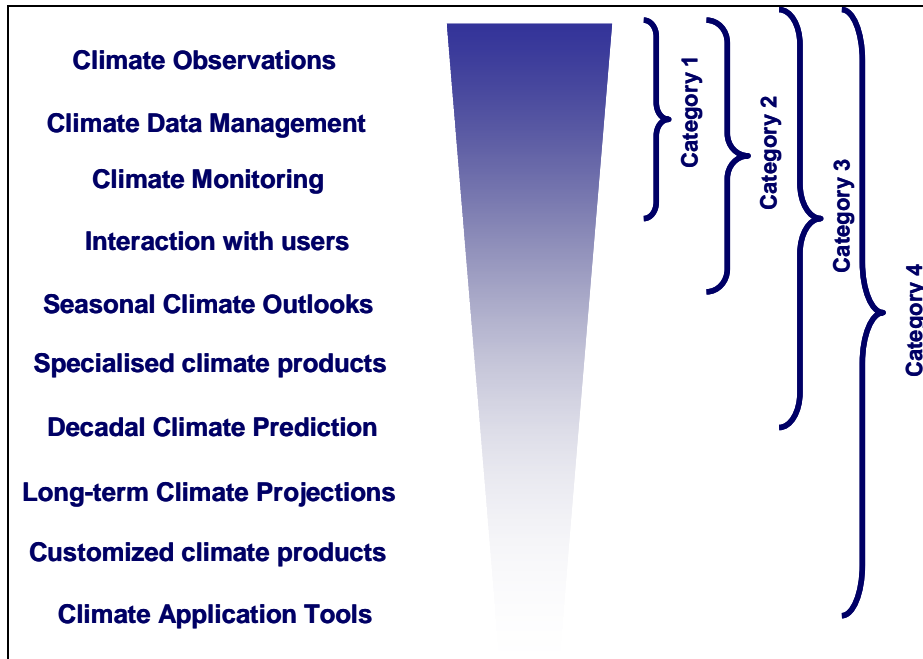 Climate Observations
Climate Data Management
Climate Monitoring
Interaction with users
Seasonal Climate Outlooks
Specialised climate products
Decadal Climate Prediction
Long-term Climate Projections
Customized climate products
Climate Application Tools
Category 1
Category 2
Category 3
Category 4